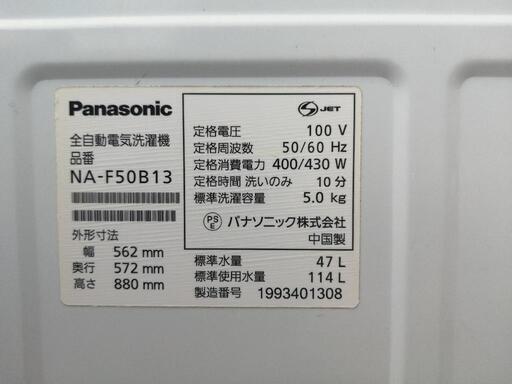 Panasonic
全自動電気洗濯機
品番
NA-F50B13
外形寸法
幅 562 mm
奥行 572 mm
高さ 880 mm
S JET
定格電圧 100 V
定格周波数 50/60 Hz
定格消費電力 400/430 W
定格時間 洗いのみ 10分
標準洗濯容量 5.0 kg
PS E パナソニック株式会社
中国製
標準水量 47 L
標準使用水量 114 L
製造番号 1993401308